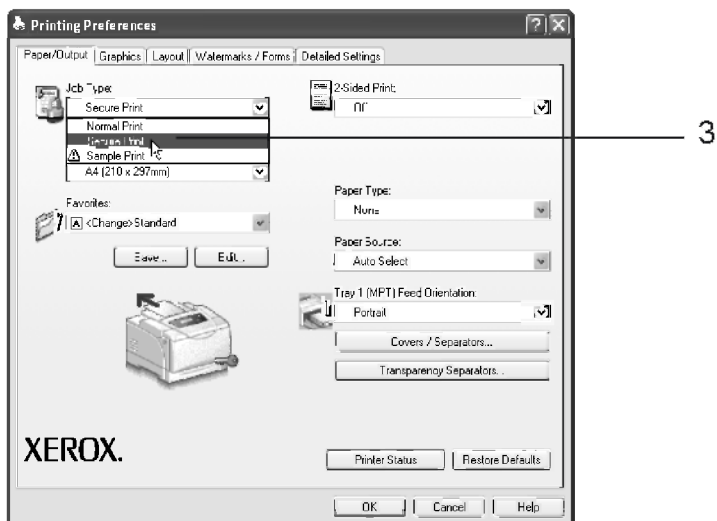 Printing Preferences
Paper/Output Graphics Layout Watermarks / Forms Detailed Settings
Job Type:
Secure Print
Normal Print
Secure Print
Sample Print
A4 (210 x 297mm)
2-Sided Print:
Off
3
Favorites:
<Change>Standard
Save... Edit...
Paper Type:
None
Paper Source:
Auto Select
Tray 1 (MPT) Feed Orientation:
Portrait
Covers / Separators...
Transparency Separators...
XEROX.
Printer Status Restore Defaults
OK Cancel Help